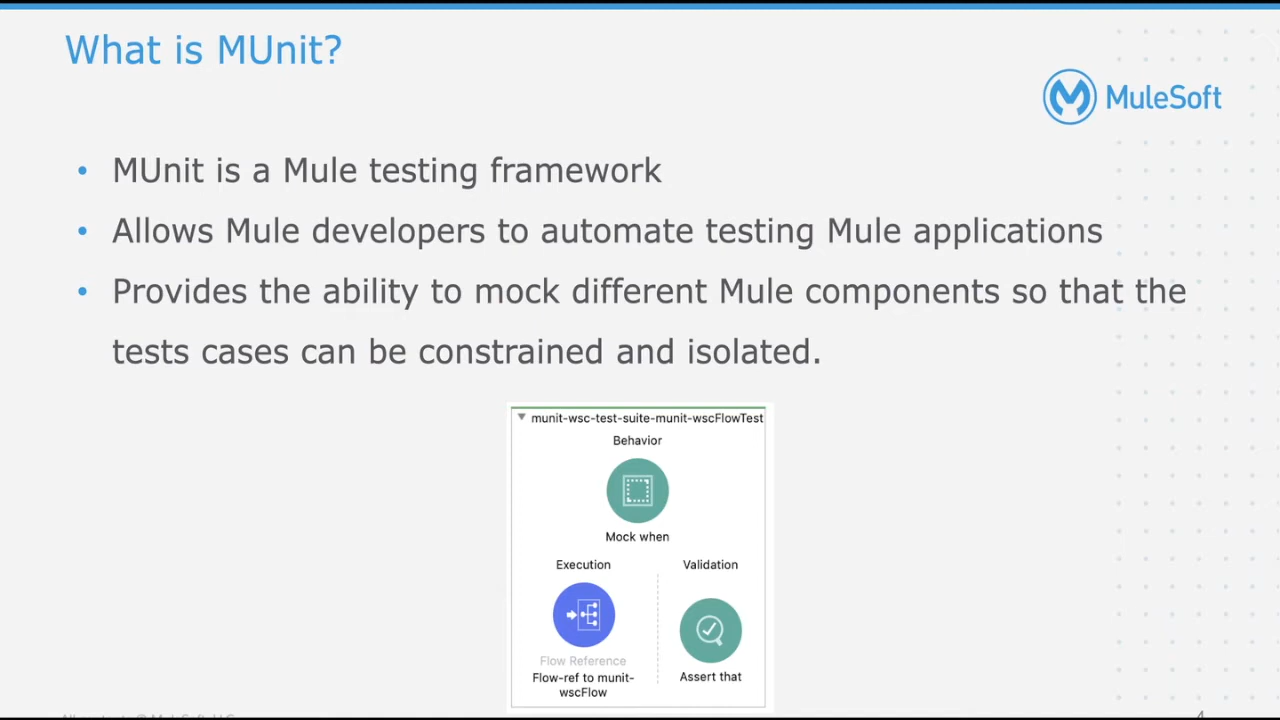 What is MUnit?
MuleSoft
• MUnit is a Mule testing framework
• Allows Mule developers to automate testing Mule applications
• Provides the ability to mock different Mule components so that the
tests cases can be constrained and isolated.
munit-wsc-test-suite-munit-wscFlowTest
Behavior
Mock when
Execution
Validation
Flow Reference
Flow-ref to munit-
wscFlow
Assert that